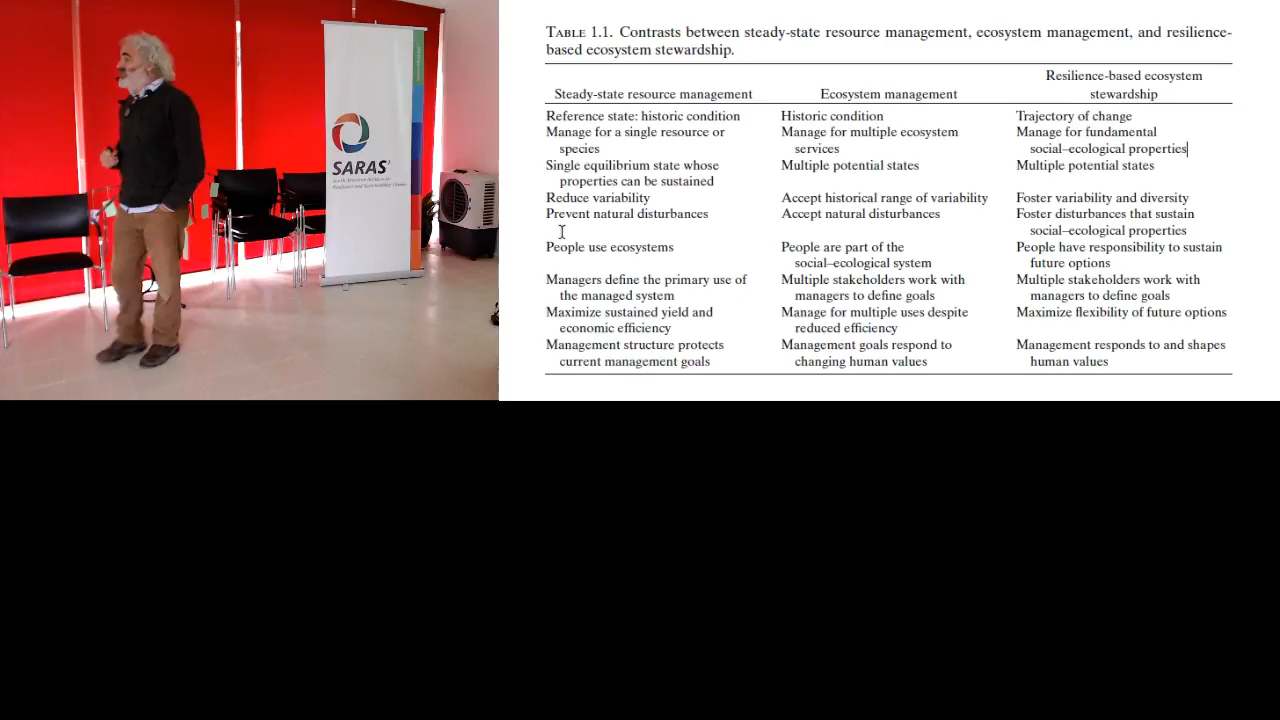 SARAS
TABLE 1.1. Contrasts between steady-state resource management, ecosystem management, and resilience-
based ecosystem stewardship.
Steady-state resource management Ecosystem management Resilience-based ecosystem stewardship
Reference state: historic condition Historic condition Trajectory of change
Manage for a single resource or Manage for multiple ecosystem Manage for fundamental
species services social–ecological properties
Single equilibrium state whose Multiple potential states Multiple potential states
properties can be sustained
Reduce variability Accept historical range of variability Foster variability and diversity
Prevent natural disturbances Accept natural disturbances Foster disturbances that sustain
social–ecological properties
People use ecosystems People are part of the People have responsibility to sustain
social–ecological system future options
Managers define the primary use of Multiple stakeholders work with Multiple stakeholders work with
the managed system managers to define goals managers to define goals
Maximize sustained yield and Manage for multiple uses despite Maximize flexibility of future options
economic efficiency reduced efficiency
Management structure protects Management goals respond to Management responds to and shapes
current management goals changing human values human values